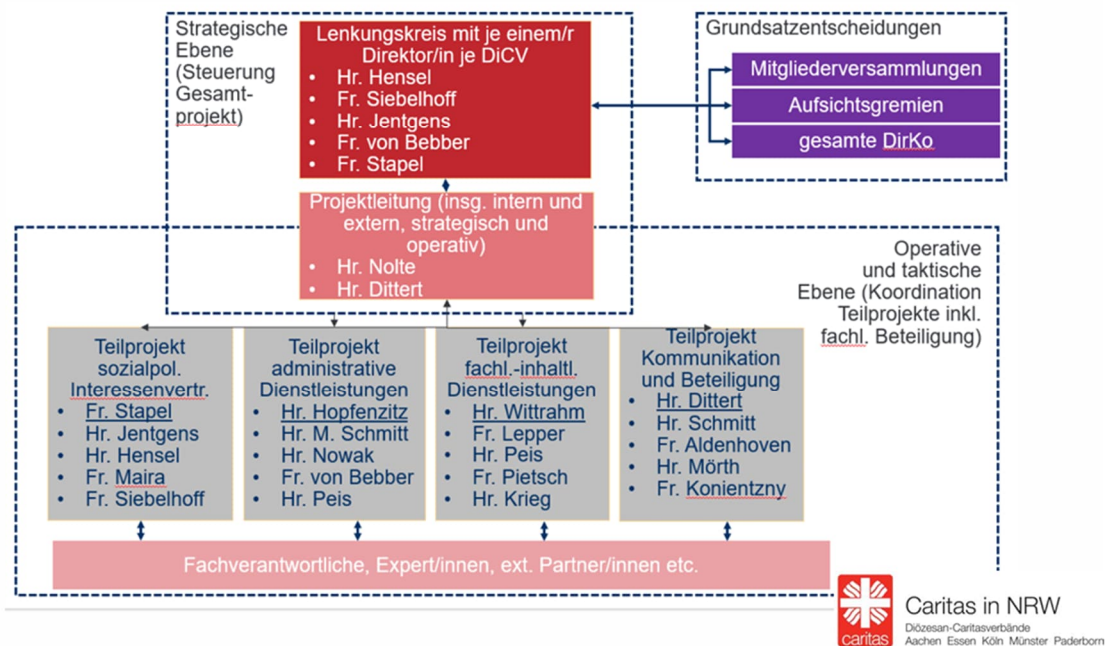 Strategische
Ebene
(Steuerung
Gesamt-
projekt)
Lenkungskreis mit je einem/r
Direktor/in je DiCV
• Hr. Hensel
• Fr. Siebelhoff
• Hr. Jentgens
• Fr. von Bebber
• Fr. Stapel
Grundsatzentscheidungen
Mitgliederversammlungen
Aufsichtsgremien
gesamte DirKo
Projektleitung (insg. intern und
extern, strategisch und
operativ)
• Hr. Nolte
• Hr. Dittert
Operative
und taktische
Ebene (Koordination
Teilprojekte inkl.
fachl. Beteiligung)
Teilprojekt
sozialpol.
Interessenvertr.
• Fr. Stapel
• Hr. Jentgens
• Hr. Hensel
• Fr. Maira
• Fr. Siebelhoff
Teilprojekt
administrative
Dienstleistungen
• Hr. Hopfenzitz
• Hr. M. Schmitt
• Hr. Nowak
• Fr. von Bebber
• Hr. Peis
Teilprojekt
fachl.-inhaltl.
Dienstleistungen
• Hr. Wittrahm
• Fr. Lepper
• Hr. Peis
• Fr. Pietsch
• Hr. Krieg
Teilprojekt
Kommunikation
und Beteiligung
• Hr. Dittert
• Hr. Schmitt
• Fr. Aldenhoven
• Hr. Mörth
• Fr. Konientzny
Fachverantwortliche, Expert/innen, ext. Partner/innen etc.
caritas
Caritas in NRW
Diözesan-Caritasverbände
Aachen Essen Köln Münster Paderborn